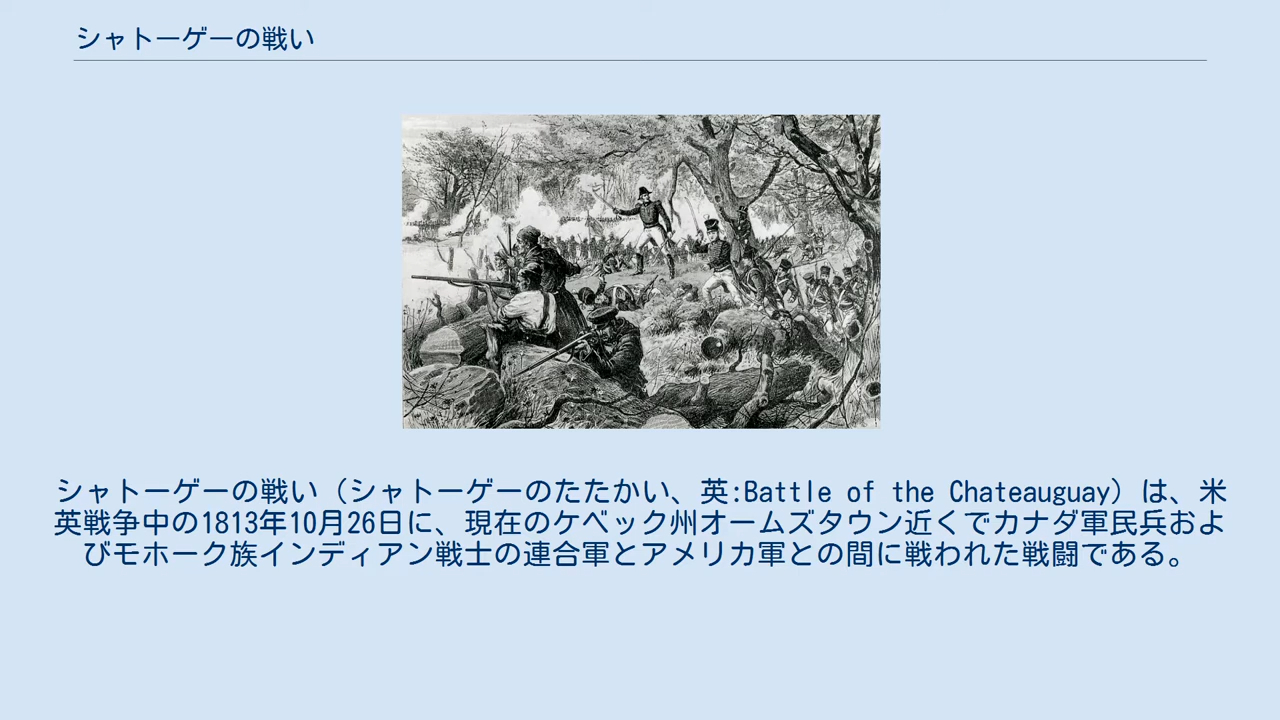 シャトーゲーの戦い
シャトーゲーの戦い（シャトーゲーのたたかい、英:Battle of the Chateauguay）は、米
英戦争中の1813年10月26日に、現在のケベック州オームズタウン近くでカナダ軍民兵およ
びモホーク族インディアン戦士の連合軍とアメリカ軍との間に戦われた戦闘である。